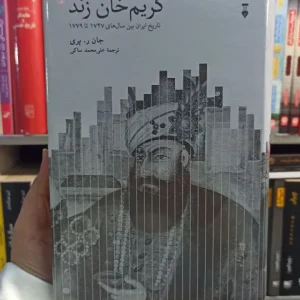 کریم‌خان زند
تاریخ ایران بین سال‌های ۱۷۴۷ تا ۱۷۷۹
جان ر. پری
ترجمهٔ علی‌محمد ساکی